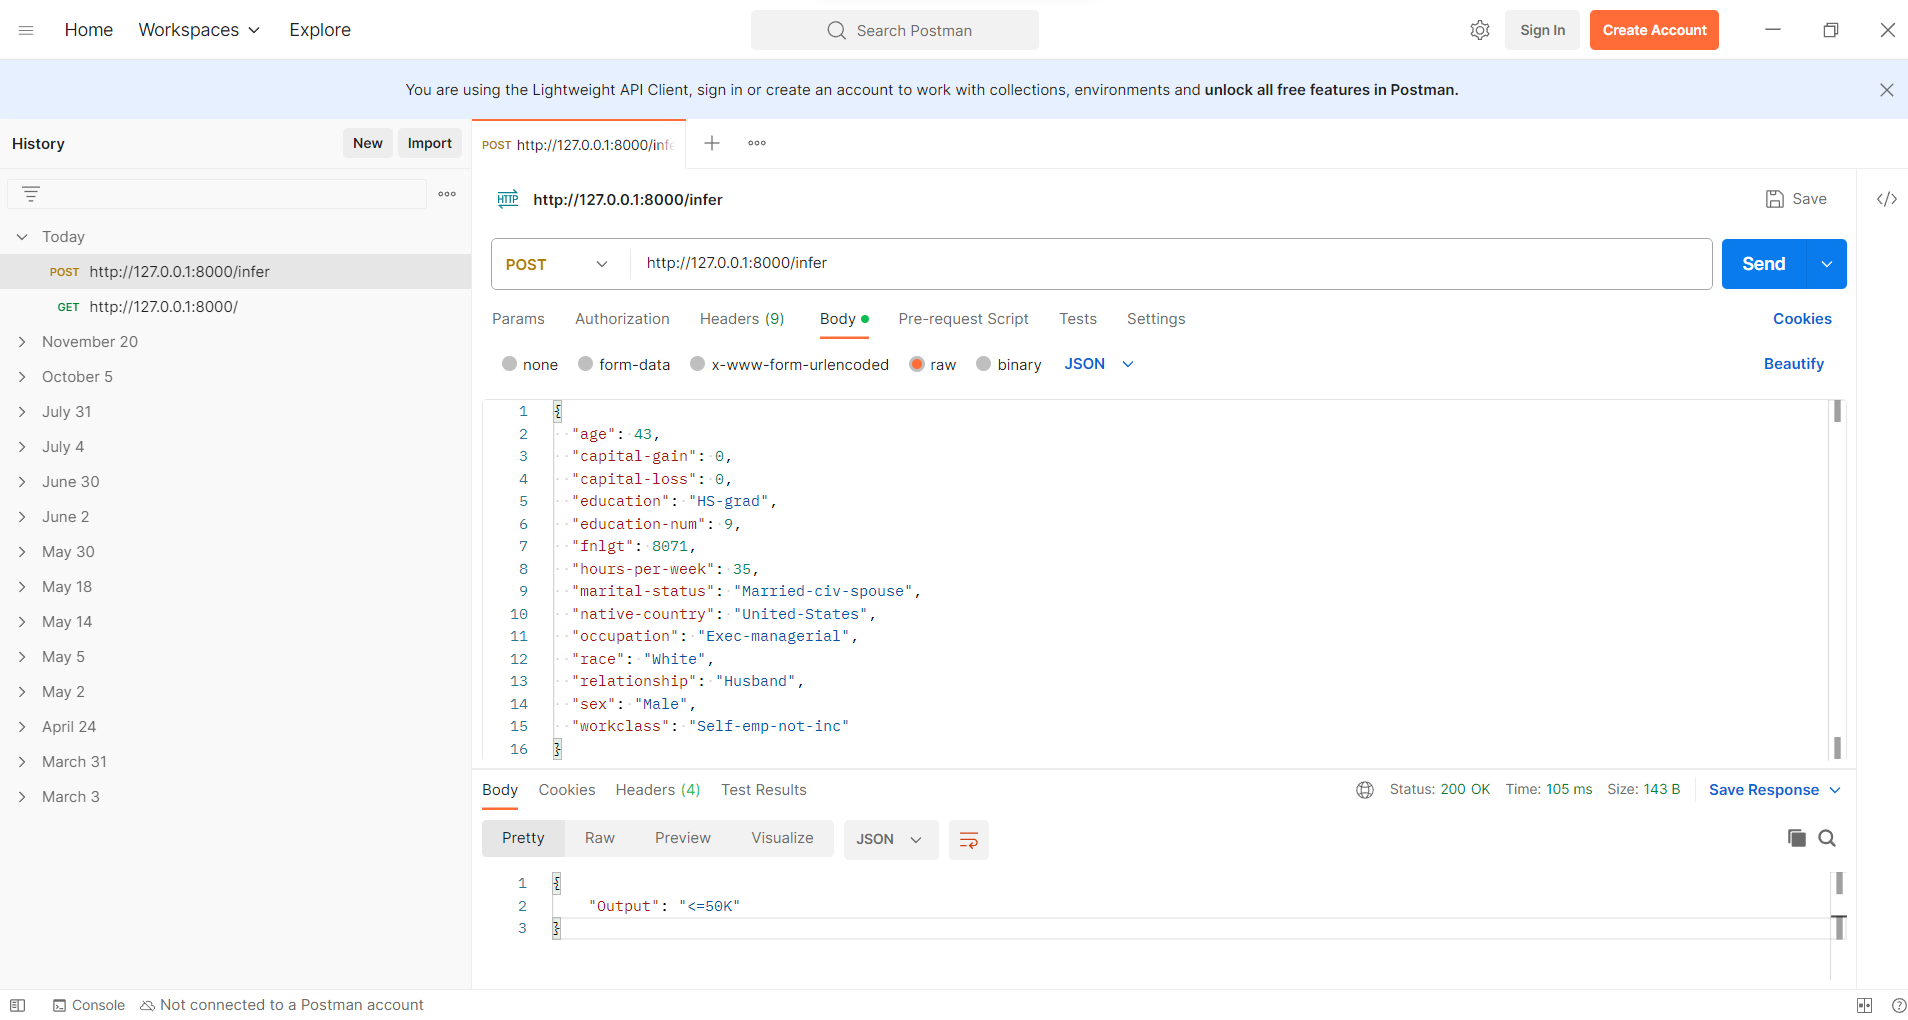 Home Workspaces Explore Search Postman Sign In Create Account
You are using the Lightweight API Client, sign in or create an account to work with collections, environments and unlock all free features in Postman.
History New Import
Today
POST http://127.0.0.1:8000/infer
GET http://127.0.0.1:8000/
November 20
October 5
July 31
July 4
June 30
June 2
May 30
May 18
May 14
May 5
May 2
April 24
March 31
March 3
POST http://127.0.0.1:8000/infe
HTTP http://127.0.0.1:8000/infer Save </>
POST http://127.0.0.1:8000/infer Send
Params Authorization Headers (9) Body Pre-request Script Tests Settings Cookies
none form-data x-www-form-urlencoded raw binary JSON Beautify
1 {
2 "age": 43,
3 "capital-gain": 0,
4 "capital-loss": 0,
5 "education": "HS-grad",
6 "education-num": 9,
7 "fnlgt": 8071,
8 "hours-per-week": 35,
9 "marital-status": "Married-civ-spouse",
10 "native-country": "United-States",
11 "occupation": "Exec-managerial",
12 "race": "White",
13 "relationship": "Husband",
14 "sex": "Male",
15 "workclass": "Self-emp-not-inc"
16 }
Body Cookies Headers (4) Test Results Status: 200 OK Time: 105 ms Size: 143 B Save Response
Pretty Raw Preview Visualize JSON
1 {
2 "Output": "<=50K"
3 }
Console Not connected to a Postman account